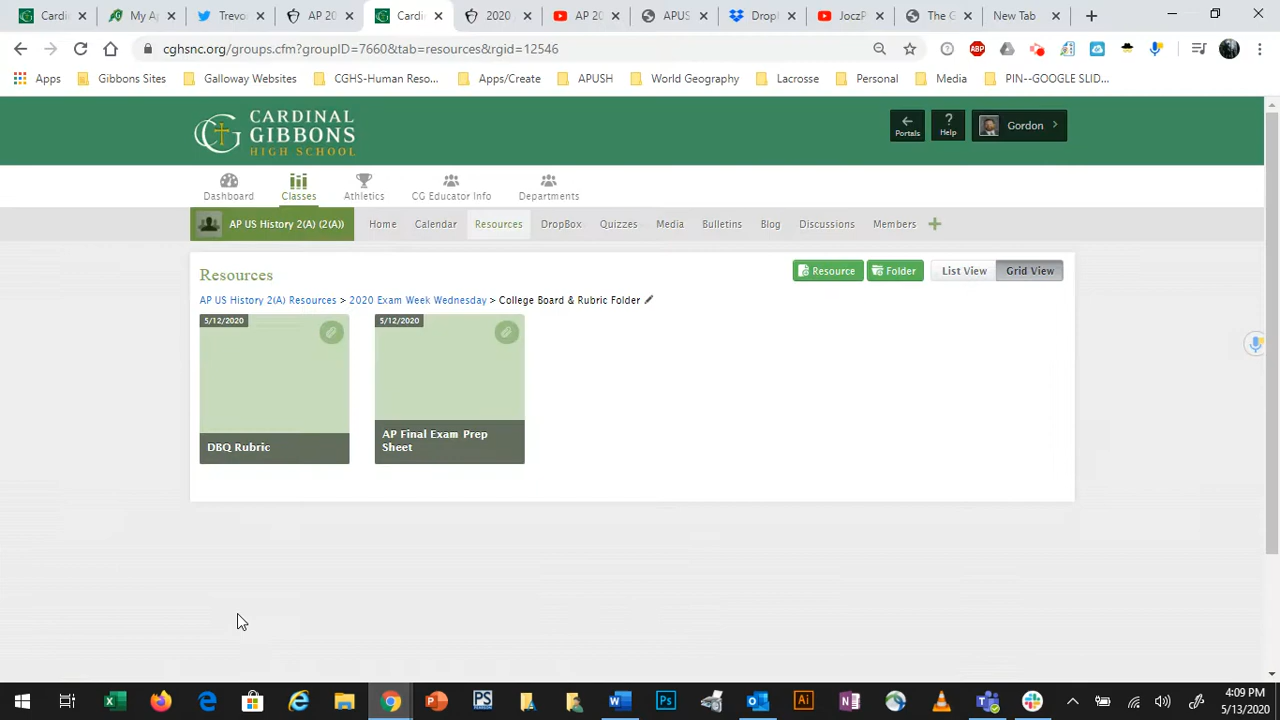 Cardi
My A
Trevo
AP 20
Cardi
2020
AP 20
APUS
Dropl
JoczP
The G
New Tab
cghsnc.org/groups.cfm?groupID=7660&tab=resources&rgid=12546
ABP
Apps
Gibbons Sites
Galloway Websites
CGHS-Human Reso...
Apps/Create
APUSH
World Geography
Lacrosse
Personal
Media
PIN--GOOGLE SLID...
CARDINAL
GIBBONS
HIGH SCHOOL
Portals
Help
Gordon
Dashboard
Classes
Athletics
CG Educator Info
Departments
AP US History 2(A) (2(A))
Home
Calendar
Resources
DropBox
Quizzes
Media
Bulletins
Blog
Discussions
Members
Resources
Resource
Folder
List View
Grid View
AP US History 2(A) Resources > 2020 Exam Week Wednesday > College Board & Rubric Folder
5/12/2020
DBQ Rubric
5/12/2020
AP Final Exam Prep
Sheet
4:09 PM
5/13/2020